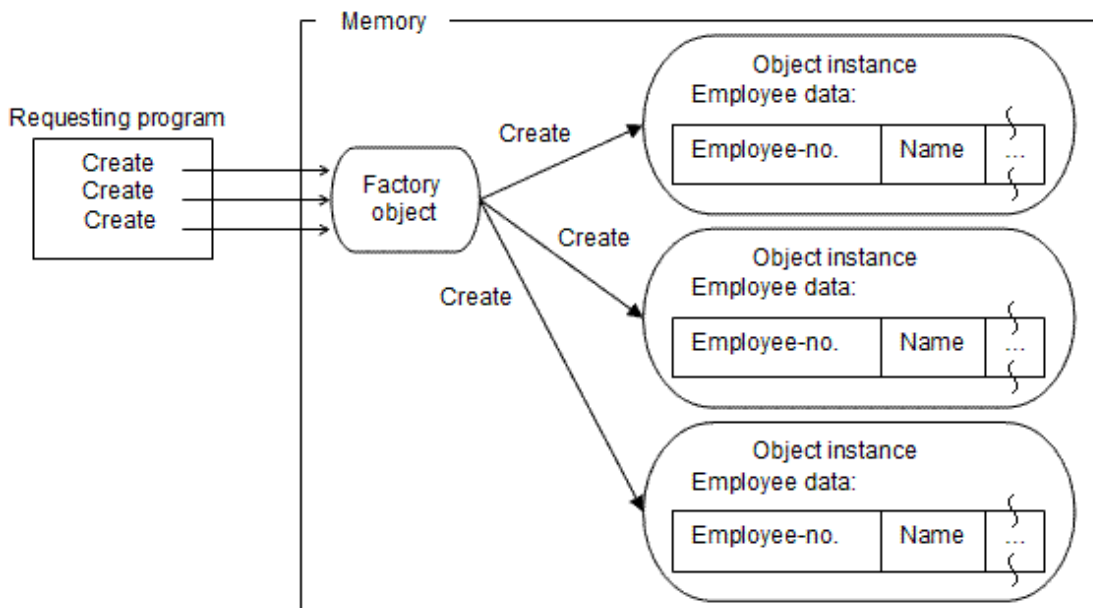 Memory
Requesting program
Create
Create
Create
Factory
object
Create
Create
Create
Object instance
Employee data:
Employee-no. Name ...
Object instance
Employee data:
Employee-no. Name ...
Object instance
Employee data:
Employee-no. Name ...